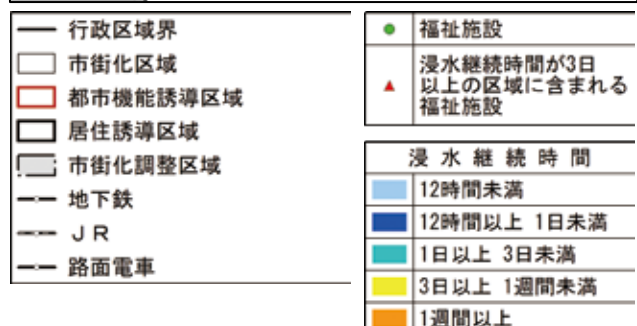 行政区域界
市街化区域
都市機能誘導区域
居住誘導区域
市街化調整区域
地下鉄
ＪＲ
路面電車
福祉施設
浸水継続時間が3日
以上の区域に含まれる
福祉施設
浸水継続時間
12時間未満
12時間以上 1日未満
1日以上 3日未満
3日以上 1週間未満
1週間以上